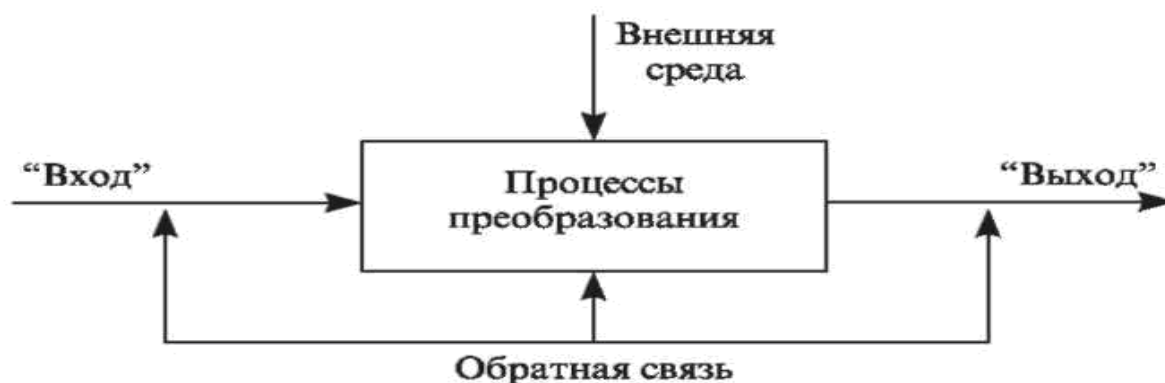 Внешняя
среда
“Вход”
“Выход”
Процессы
преобразования
Обратная связь